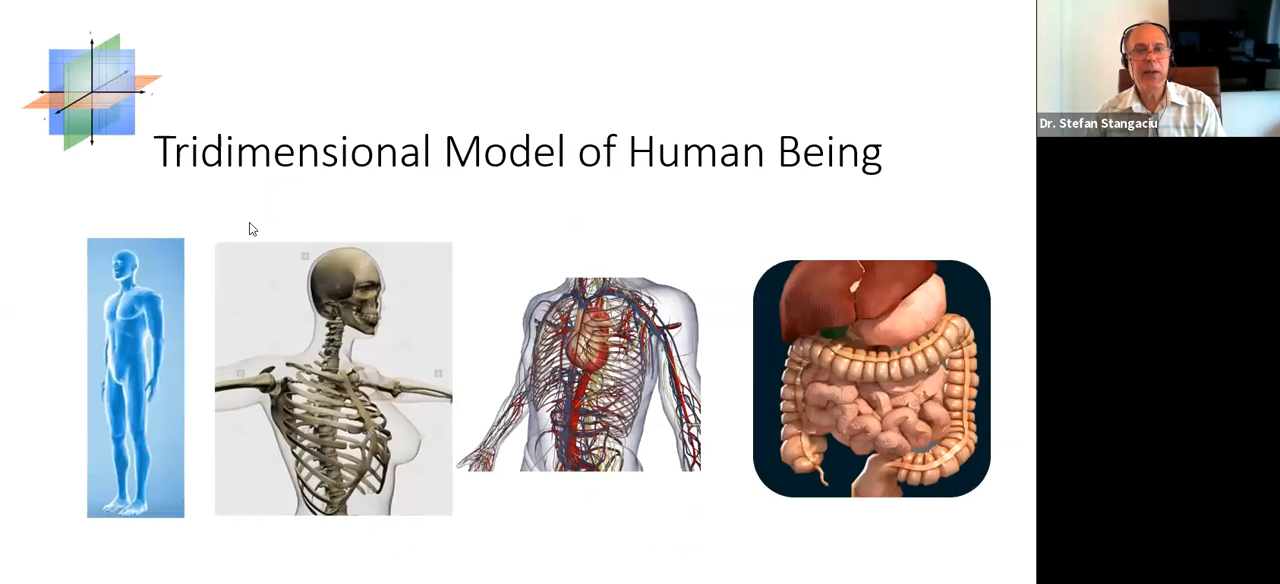 Tridimensional Model of Human Being
Dr. Stefan Stangaciu